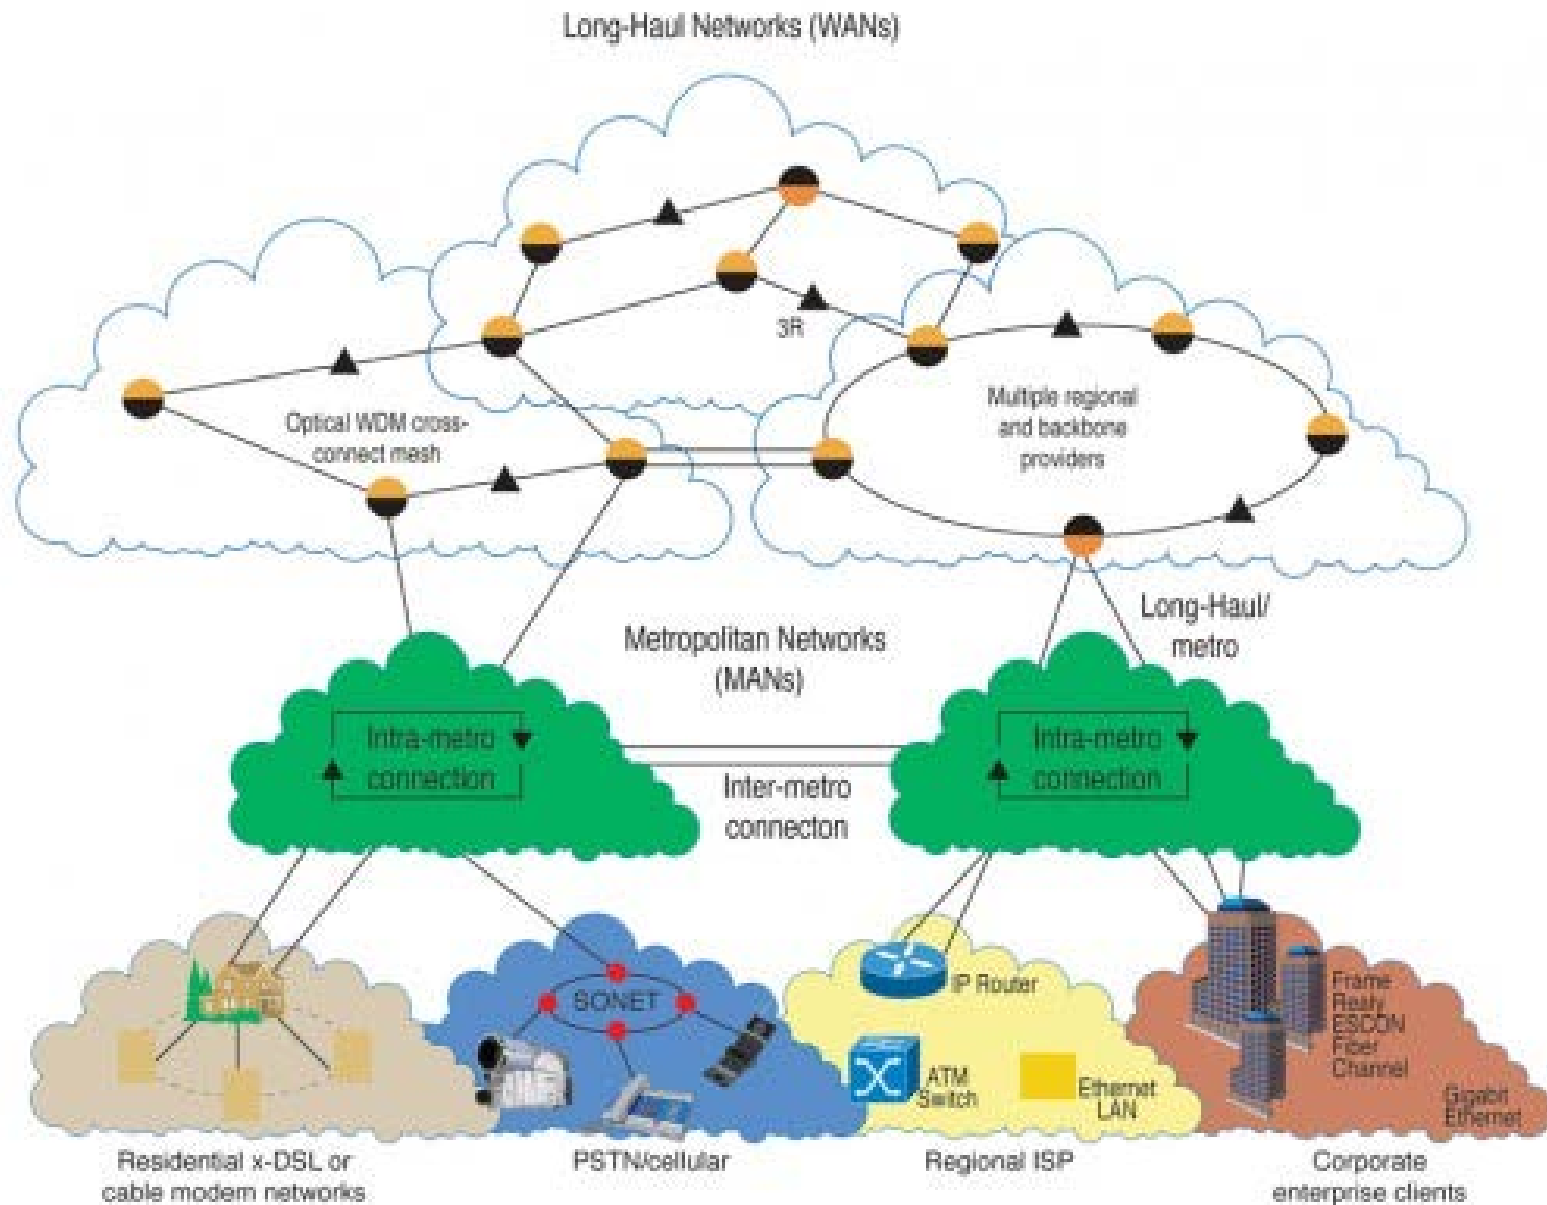 Long-Haul Networks (WANs)
3R
Optical WDM cross-
connect mesh
Multiple regional
and backbone
providers
Long-Haul/
metro
Metropolitan Networks
(MANs)
Intra-metro
connection
Intra-metro
connection
Inter-metro
connecton
SONET
IP Router
ATM
Switch
Ethernet
LAN
Frame
Realy
ESCON
Fiber
Channel
Gigabit
Ethernet
Residential x-DSL or
cable modem networks
PSTN/cellular
Regional ISP
Corporate
enterprise clients